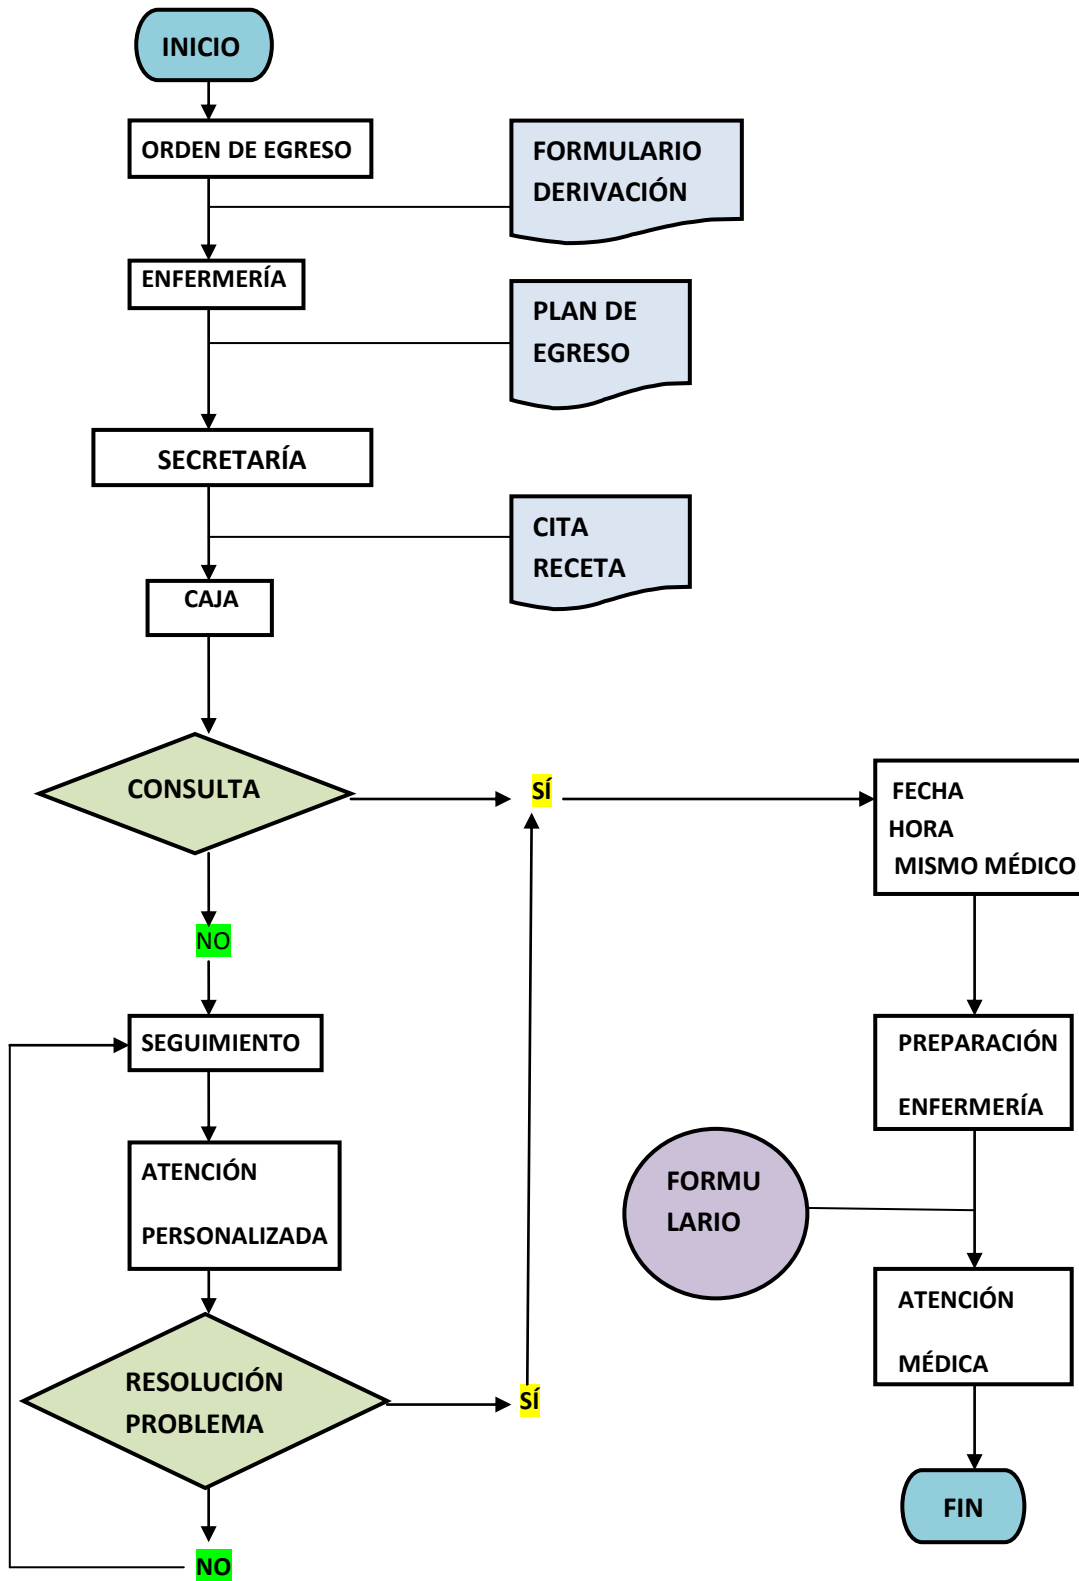 INICIO
ORDEN DE EGRESO
FORMULARIO
DERIVACIÓN
ENFERMERÍA
PLAN DE
EGRESO
SECRETARÍA
CITA
RECETA
CAJA
CONSULTA
SÍ
FECHA
HORA
MISMO MÉDICO
NO
SEGUIMIENTO
PREPARACIÓN
ENFERMERÍA
ATENCIÓN
PERSONALIZADA
FORMU
LARIO
ATENCIÓN
MÉDICA
RESOLUCIÓN
PROBLEMA
SÍ
FIN
NO